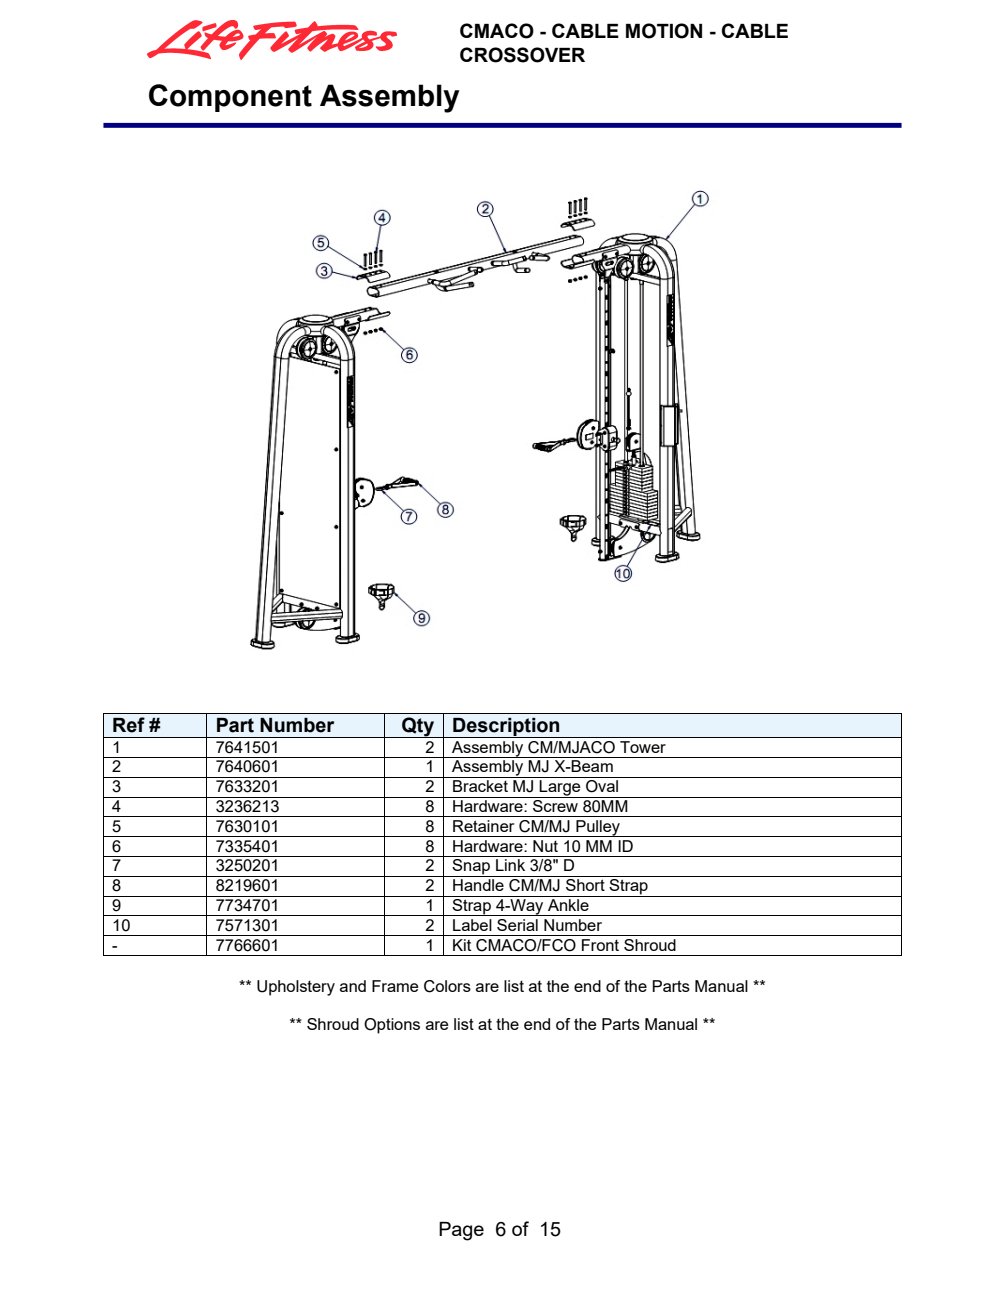 Life Fitness
CMACO - CABLE MOTION - CABLE
CROSSOVER
Component Assembly
1
2
4
5
3
6
8
7
10
9
Ref # Part Number Qty Description
1 7641501 2 Assembly CM/MJACO Tower
2 7640601 1 Assembly MJ X-Beam
3 7633201 2 Bracket MJ Large Oval
4 3236213 8 Hardware: Screw 80MM
5 7630101 8 Retainer CM/MJ Pulley
6 7335401 8 Hardware: Nut 10 MM ID
7 3250201 2 Snap Link 3/8" D
8 8219601 2 Handle CM/MJ Short Strap
9 7734701 1 Strap 4-Way Ankle
10 7571301 2 Label Serial Number
- 7766601 1 Kit CMACO/FCO Front Shroud
** Upholstery and Frame Colors are list at the end of the Parts Manual **
** Shroud Options are list at the end of the Parts Manual **
Page 6 of 15